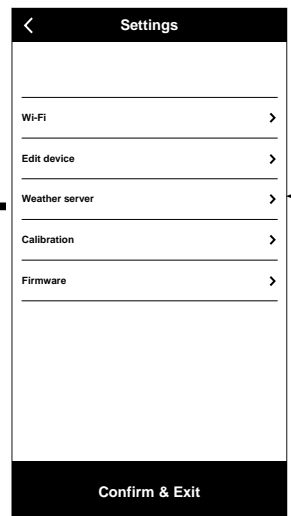 Settings
Wi-Fi
Edit device
Weather server
Calibration
Firmware
Confirm & Exit